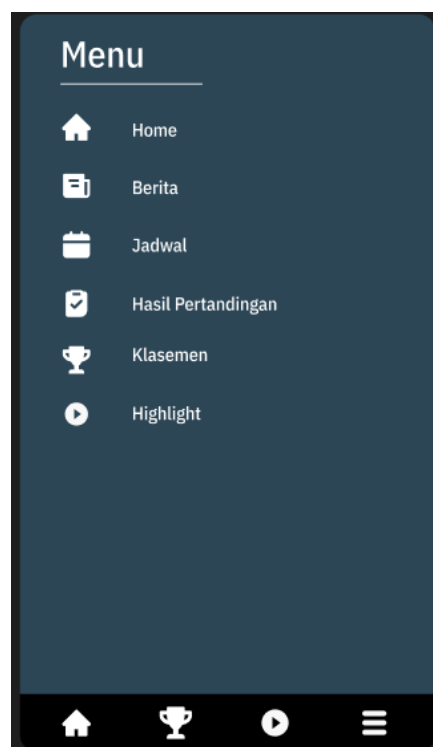 Menu
Home
Berita
Jadwal
Hasil Pertandingan
Klasemen
Highlight